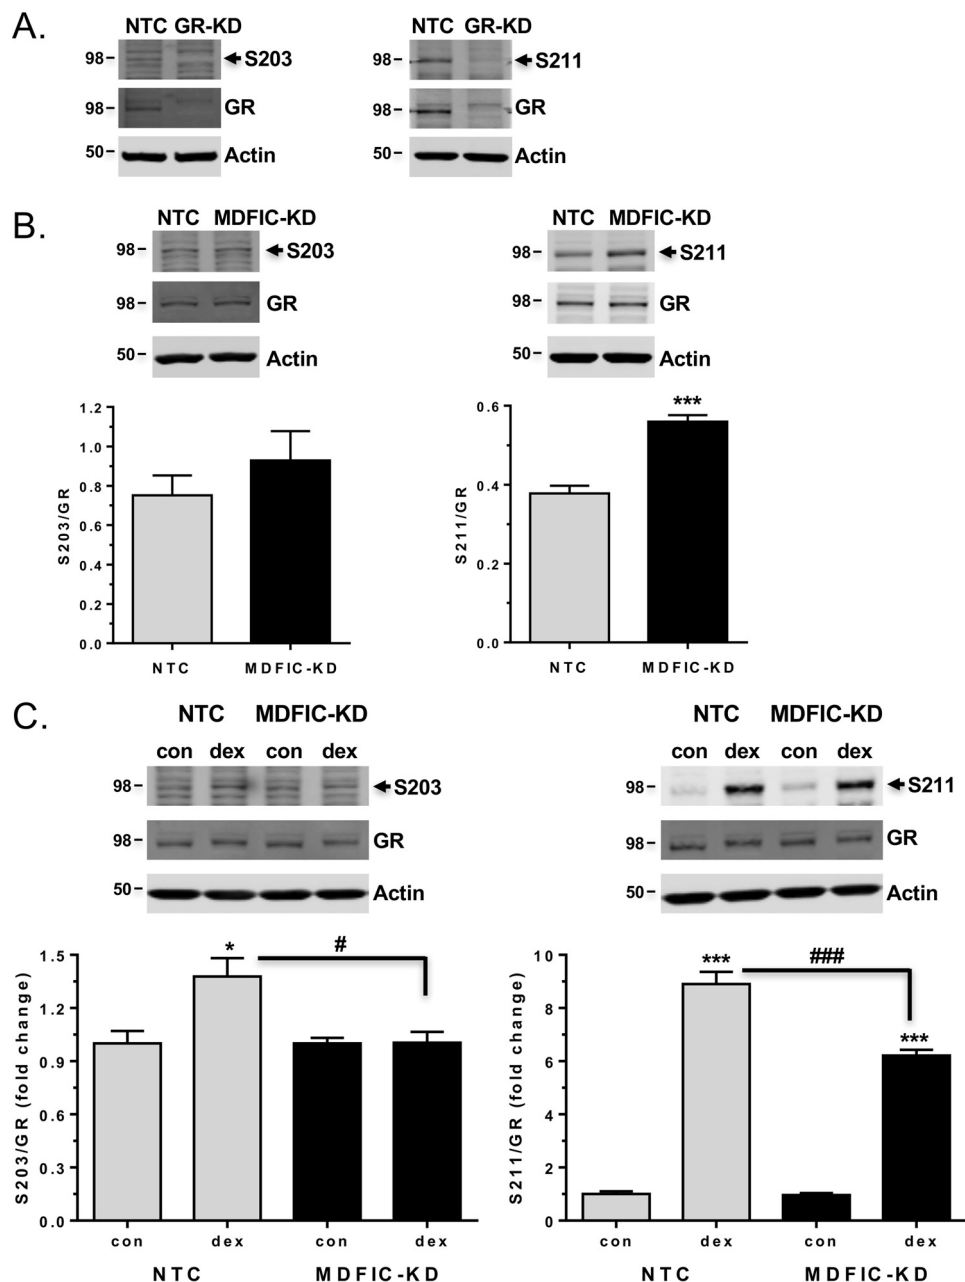 A.
NTC GR-KD
98
S203
98
GR
50
Actin
NTC GR-KD
98
S211
98
GR
50
Actin
B.
NTC MDFIC-KD
98
S203
98
GR
50
Actin
NTC MDFIC-KD
98
S211
98
GR
50
Actin
S203/GR
1.2
1.0
0.8
0.6
0.4
0.2
0.0
NTC MDFIC-KD
S211/GR
0.6
0.4
0.2
0.0
***
NTC MDFIC-KD
C.
NTC MDFIC-KD
con dex con dex
98
S203
98
GR
50
Actin
NTC MDFIC-KD
con dex con dex
98
S211
98
GR
50
Actin
S203/GR (fold change)
1.5
1.2
0.9
0.6
0.3
0.0
* #
con dex con dex
NTC MDFIC-KD
S211/GR (fold change)
10
8
6
4
2
0
*** ###
***
con dex con dex
NTC MDFIC-KD